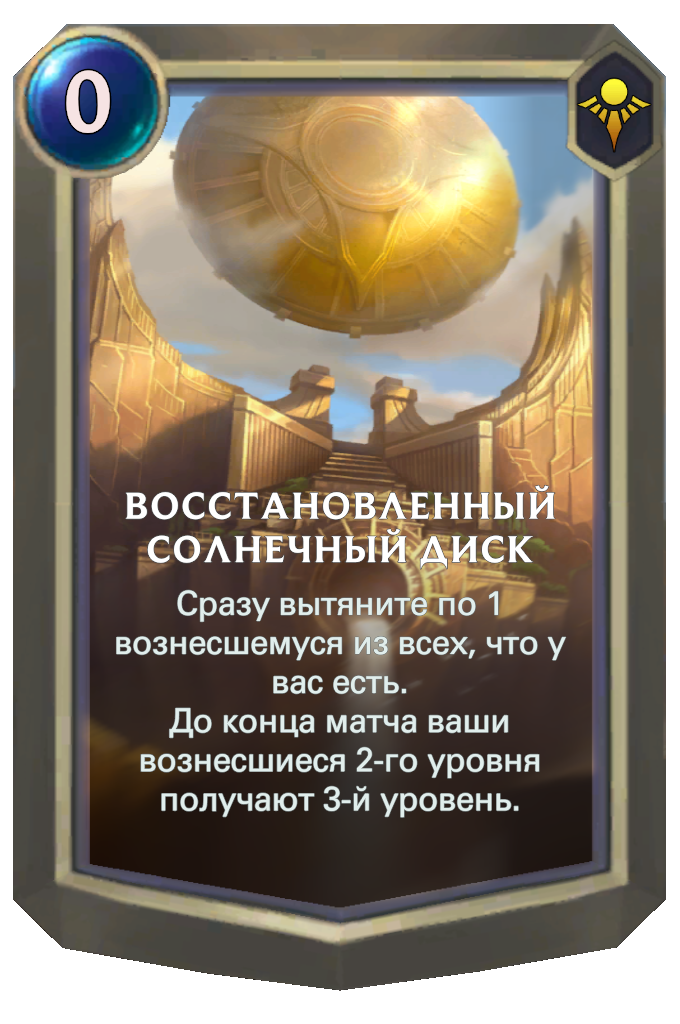 0
ВОССТАНОВЛЕННЫЙ
СОЛНЕЧНЫЙ ДИСК
Сразу вытяните по 1
вознесшемуся из всех, что у
вас есть.
До конца матча ваши
вознесшиеся 2-го уровня
получают 3-й уровень.